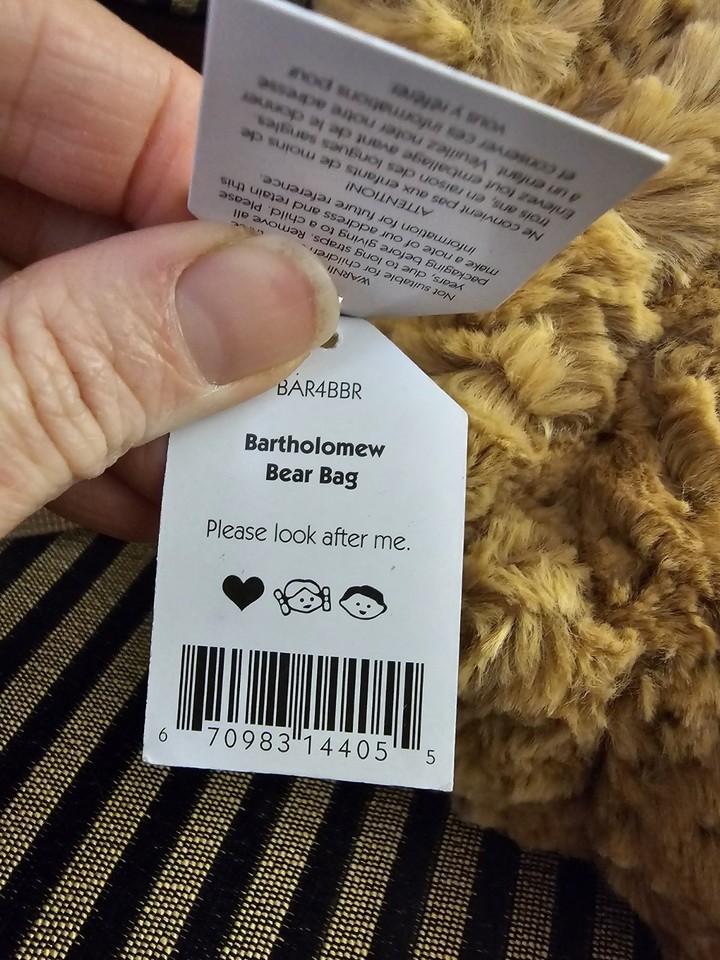 WARNI
Not suitable for children
years, due to long straps. Remove all
packaging before giving to a child. Please
make a note of our address and retain this
information for future reference.
ATTENTION!
Ne convient pas aux enfants de moins de
trois ans, en raison des longues sangles.
Enlevez tout emballage avant de le donner
à un enfant. Veuillez noter notre adresse
et conserver ces informations pour
vous y référer.
BAR4BBR
Bartholomew
Bear Bag
Please look after me.
6 70983 14405 5